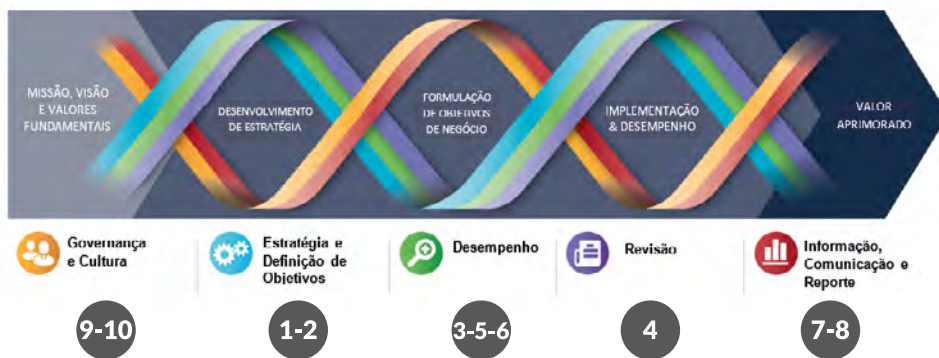 MISSÃO, VISÃO
E VALORES
FUNDAMENTAIS
DESENVOLVIMENTO
DE ESTRATÉGIA
FORMULAÇÃO
DE OBJETIVOS
DE NEGÓCIO
IMPLEMENTAÇÃO
& DESEMPENHO
VALOR
APRIMORADO
Governança
e Cultura
Estratégia e
Definição de
Objetivos
Desempenho
Revisão
Informação,
Comunicação e
Reporte
9-10
1-2
3-5-6
4
7-8